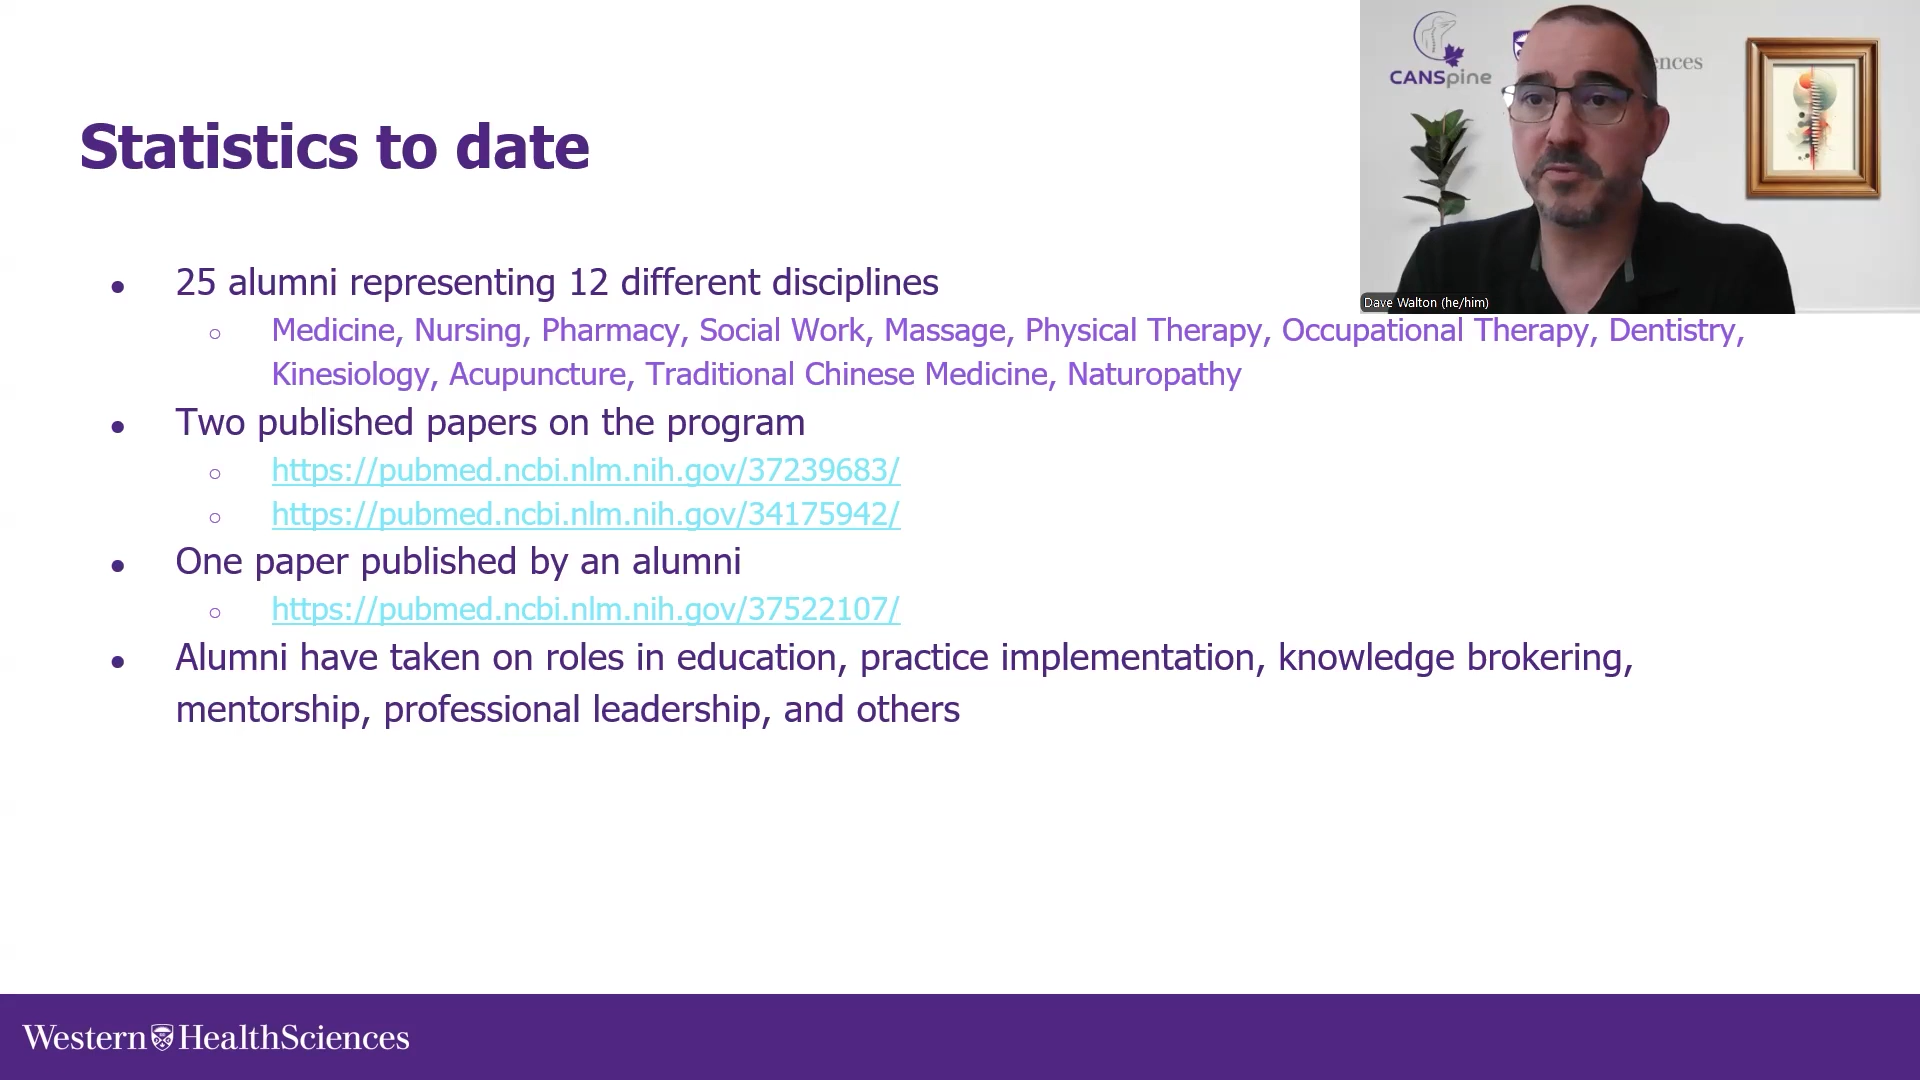 Statistics to date
CANSpine
ences
Dave Walton (he/him)
● 25 alumni representing 12 different disciplines
○ Medicine, Nursing, Pharmacy, Social Work, Massage, Physical Therapy, Occupational Therapy, Dentistry,
Kinesiology, Acupuncture, Traditional Chinese Medicine, Naturopathy
● Two published papers on the program
○ https://pubmed.ncbi.nlm.nih.gov/37239683/
○ https://pubmed.ncbi.nlm.nih.gov/34175942/
● One paper published by an alumni
○ https://pubmed.ncbi.nlm.nih.gov/37522107/
● Alumni have taken on roles in education, practice implementation, knowledge brokering,
mentorship, professional leadership, and others
Western HealthSciences